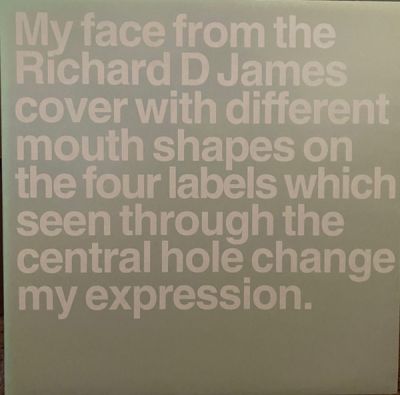 My face from the
Richard D James
cover with different
mouth shapes on
the four labels which
seen through the
central hole change
my expression.